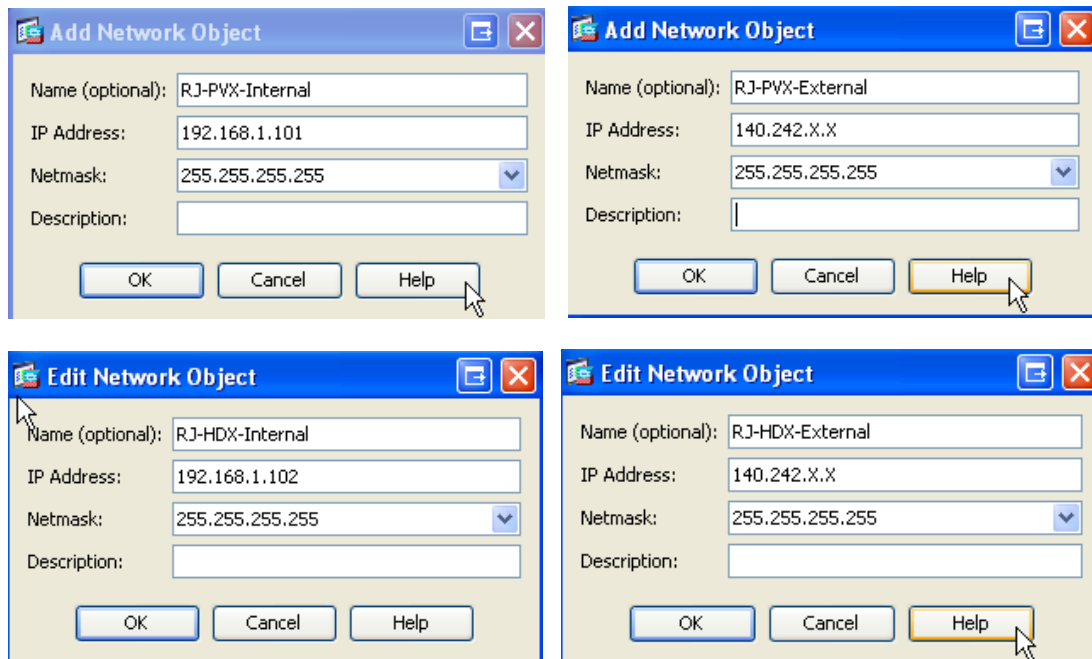 Add Network Object
Name (optional): RJ-PVX-Internal
IP Address: 192.168.1.101
Netmask: 255.255.255.255
Description:
OK Cancel Help
Add Network Object
Name (optional): RJ-PVX-External
IP Address: 140.242.X.X
Netmask: 255.255.255.255
Description:
OK Cancel Help
Edit Network Object
Name (optional): RJ-HDX-Internal
IP Address: 192.168.1.102
Netmask: 255.255.255.255
Description:
OK Cancel Help
Edit Network Object
Name (optional): RJ-HDX-External
IP Address: 140.242.X.X
Netmask: 255.255.255.255
Description:
OK Cancel Help